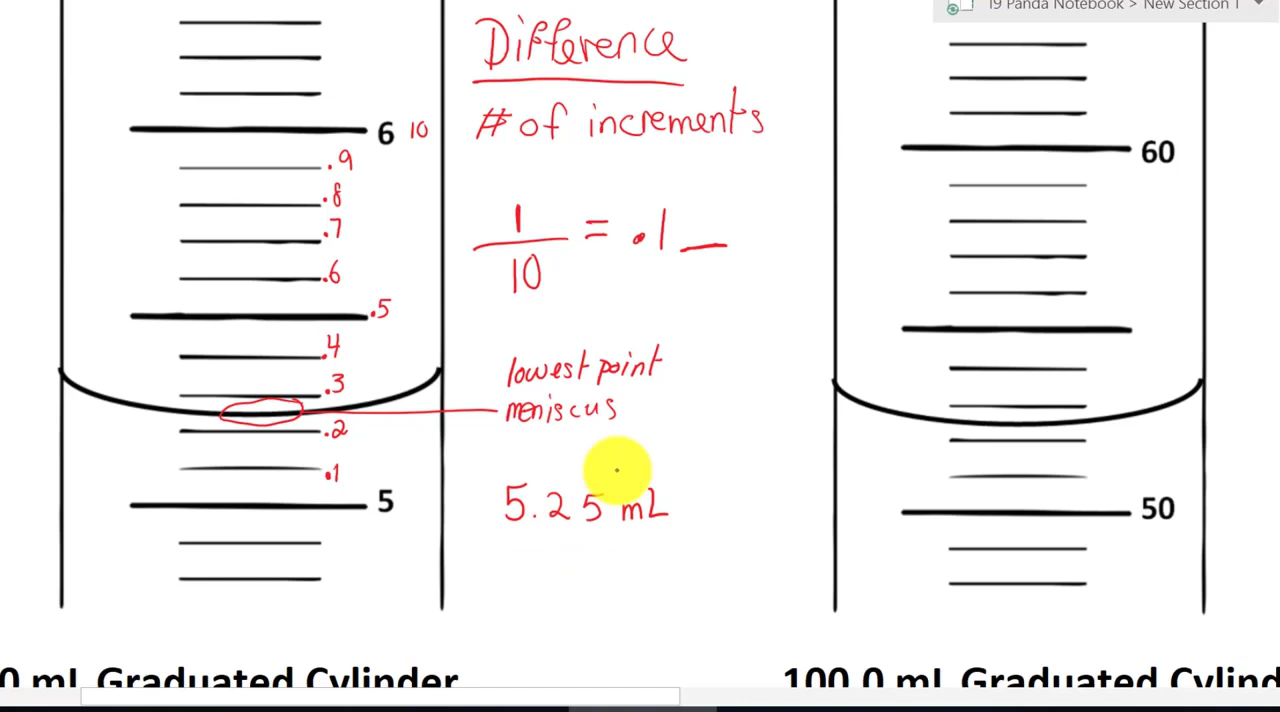 19 Panda Notebook > New Section 1
Difference
# of increments
6 10
.9
.8
.7
.6
.5
.4
.3
.2
.1
5
1
10
= .1
lowest point
meniscus
5.25 mL
60
50
0 mL Graduated Cylinder
100.0 mL Graduated Cylind